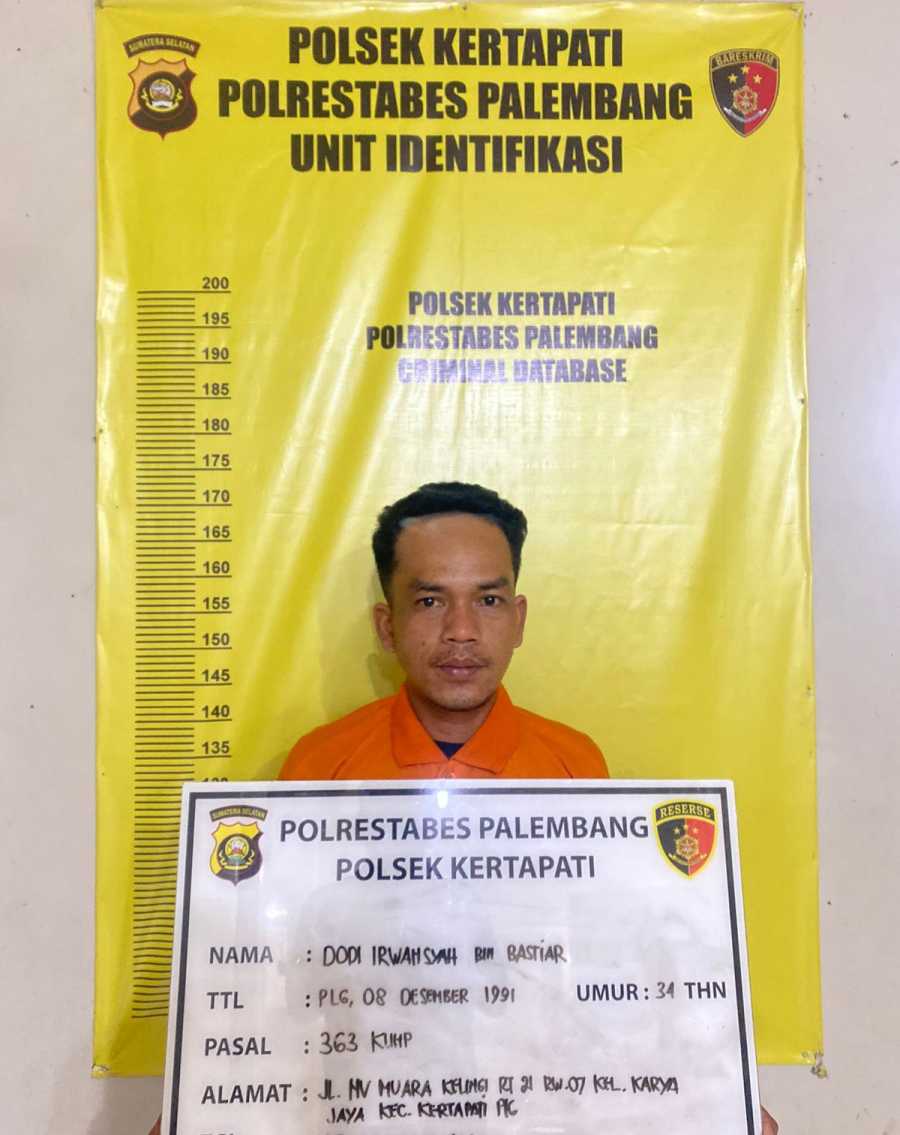 SUMATERA SELATAN
BARESKRIM
POLSEK KERTAPATI
POLRESTABES PALEMBANG
UNIT IDENTIFIKASI
POLSEK KERTAPATI
POLRESTABES PALEMBANG
CRIMINAL DATABASE
200
195
190
185
180
175
170
165
160
155
150
145
140
135
SUMATERA SELATAN
RESERSE
POLRESTABES PALEMBANG
POLSEK KERTAPATI
NAMA : DODI IRWANSYAH BIN BASTIAR
TTL : PLG, 08 DESEMBER 1991 UMUR : 34 THN
PASAL : 363 KUHP
ALAMAT : JL. MV MUARA KELINGI RT 21 RW.07 KEL. KARYA
JAYA KEC. KERTAPATI PLG